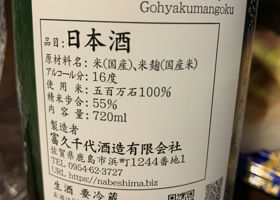 Gohyakumangoku
品目:日本酒
原材料名: 米(国産)、米麹(国産米)
アルコール分: 16度
使用米: 五百万石100%
精米歩合: 55%
内容量: 720ml
製造者
富久千代酒造有限会社
佐賀県鹿島市浜町1244番地1
TEL 0954-62-3727
URL https://nabeshima.biz
生酒 要冷蔵